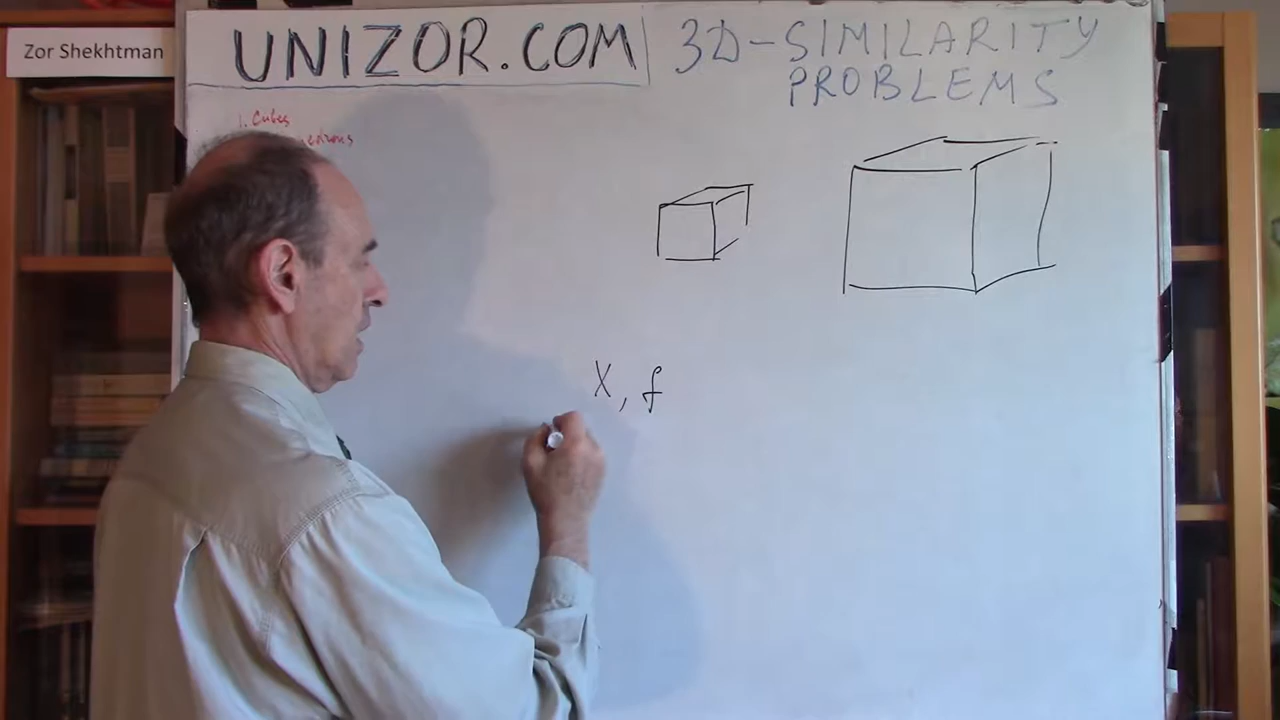 Zor Shekhtman
UNIZOR.COM
3D-SIMILARITY
PROBLEMS
1. Cubes
X, f